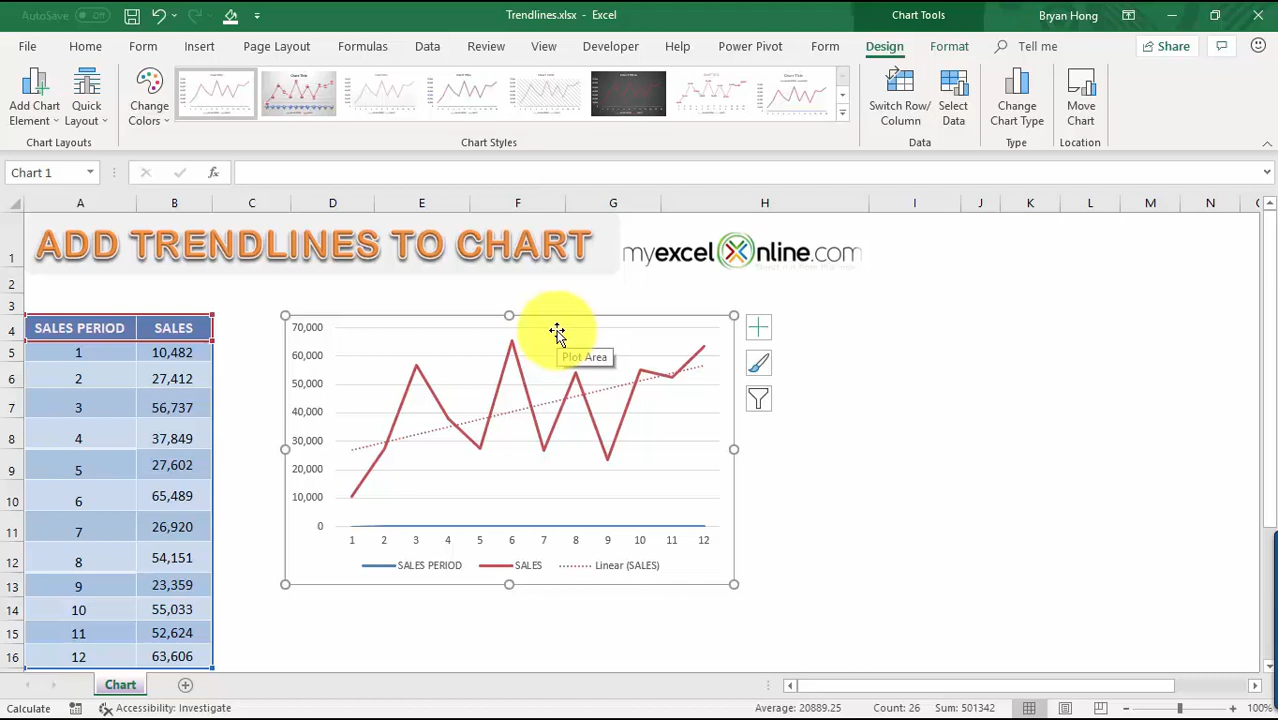 AutoSave Off
Trendlines.xlsx - Excel
Chart Tools
Bryan Hong
File Home Form Insert Page Layout Formulas Data Review View Developer Help Power Pivot Form Design Format Tell me Share
Add Chart Element
Quick Layout
Change Colors
Switch Row/ Column
Select Data
Change Chart Type
Move Chart
Chart Layouts
Chart Styles
Data
Type
Location
Chart 1
fx
A B C D E F G H I J K L M N
1
ADD TRENDLINES TO CHART
myexcelonline.com
2
3
4 SALES PERIOD SALES
5 1 10,482
6 2 27,412
7 3 56,737
8 4 37,849
9 5 27,602
10 6 65,489
11 7 26,920
12 8 54,151
13 9 23,359
14 10 55,033
15 11 52,624
16 12 63,606
70,000
60,000
50,000
40,000
30,000
20,000
10,000
0
Plot Area
1 2 3 4 5 6 7 8 9 10 11 12
SALES PERIOD SALES Linear (SALES)
Chart
Calculate
Accessibility: Investigate
Average: 20889.25 Count: 26 Sum: 501342
100%